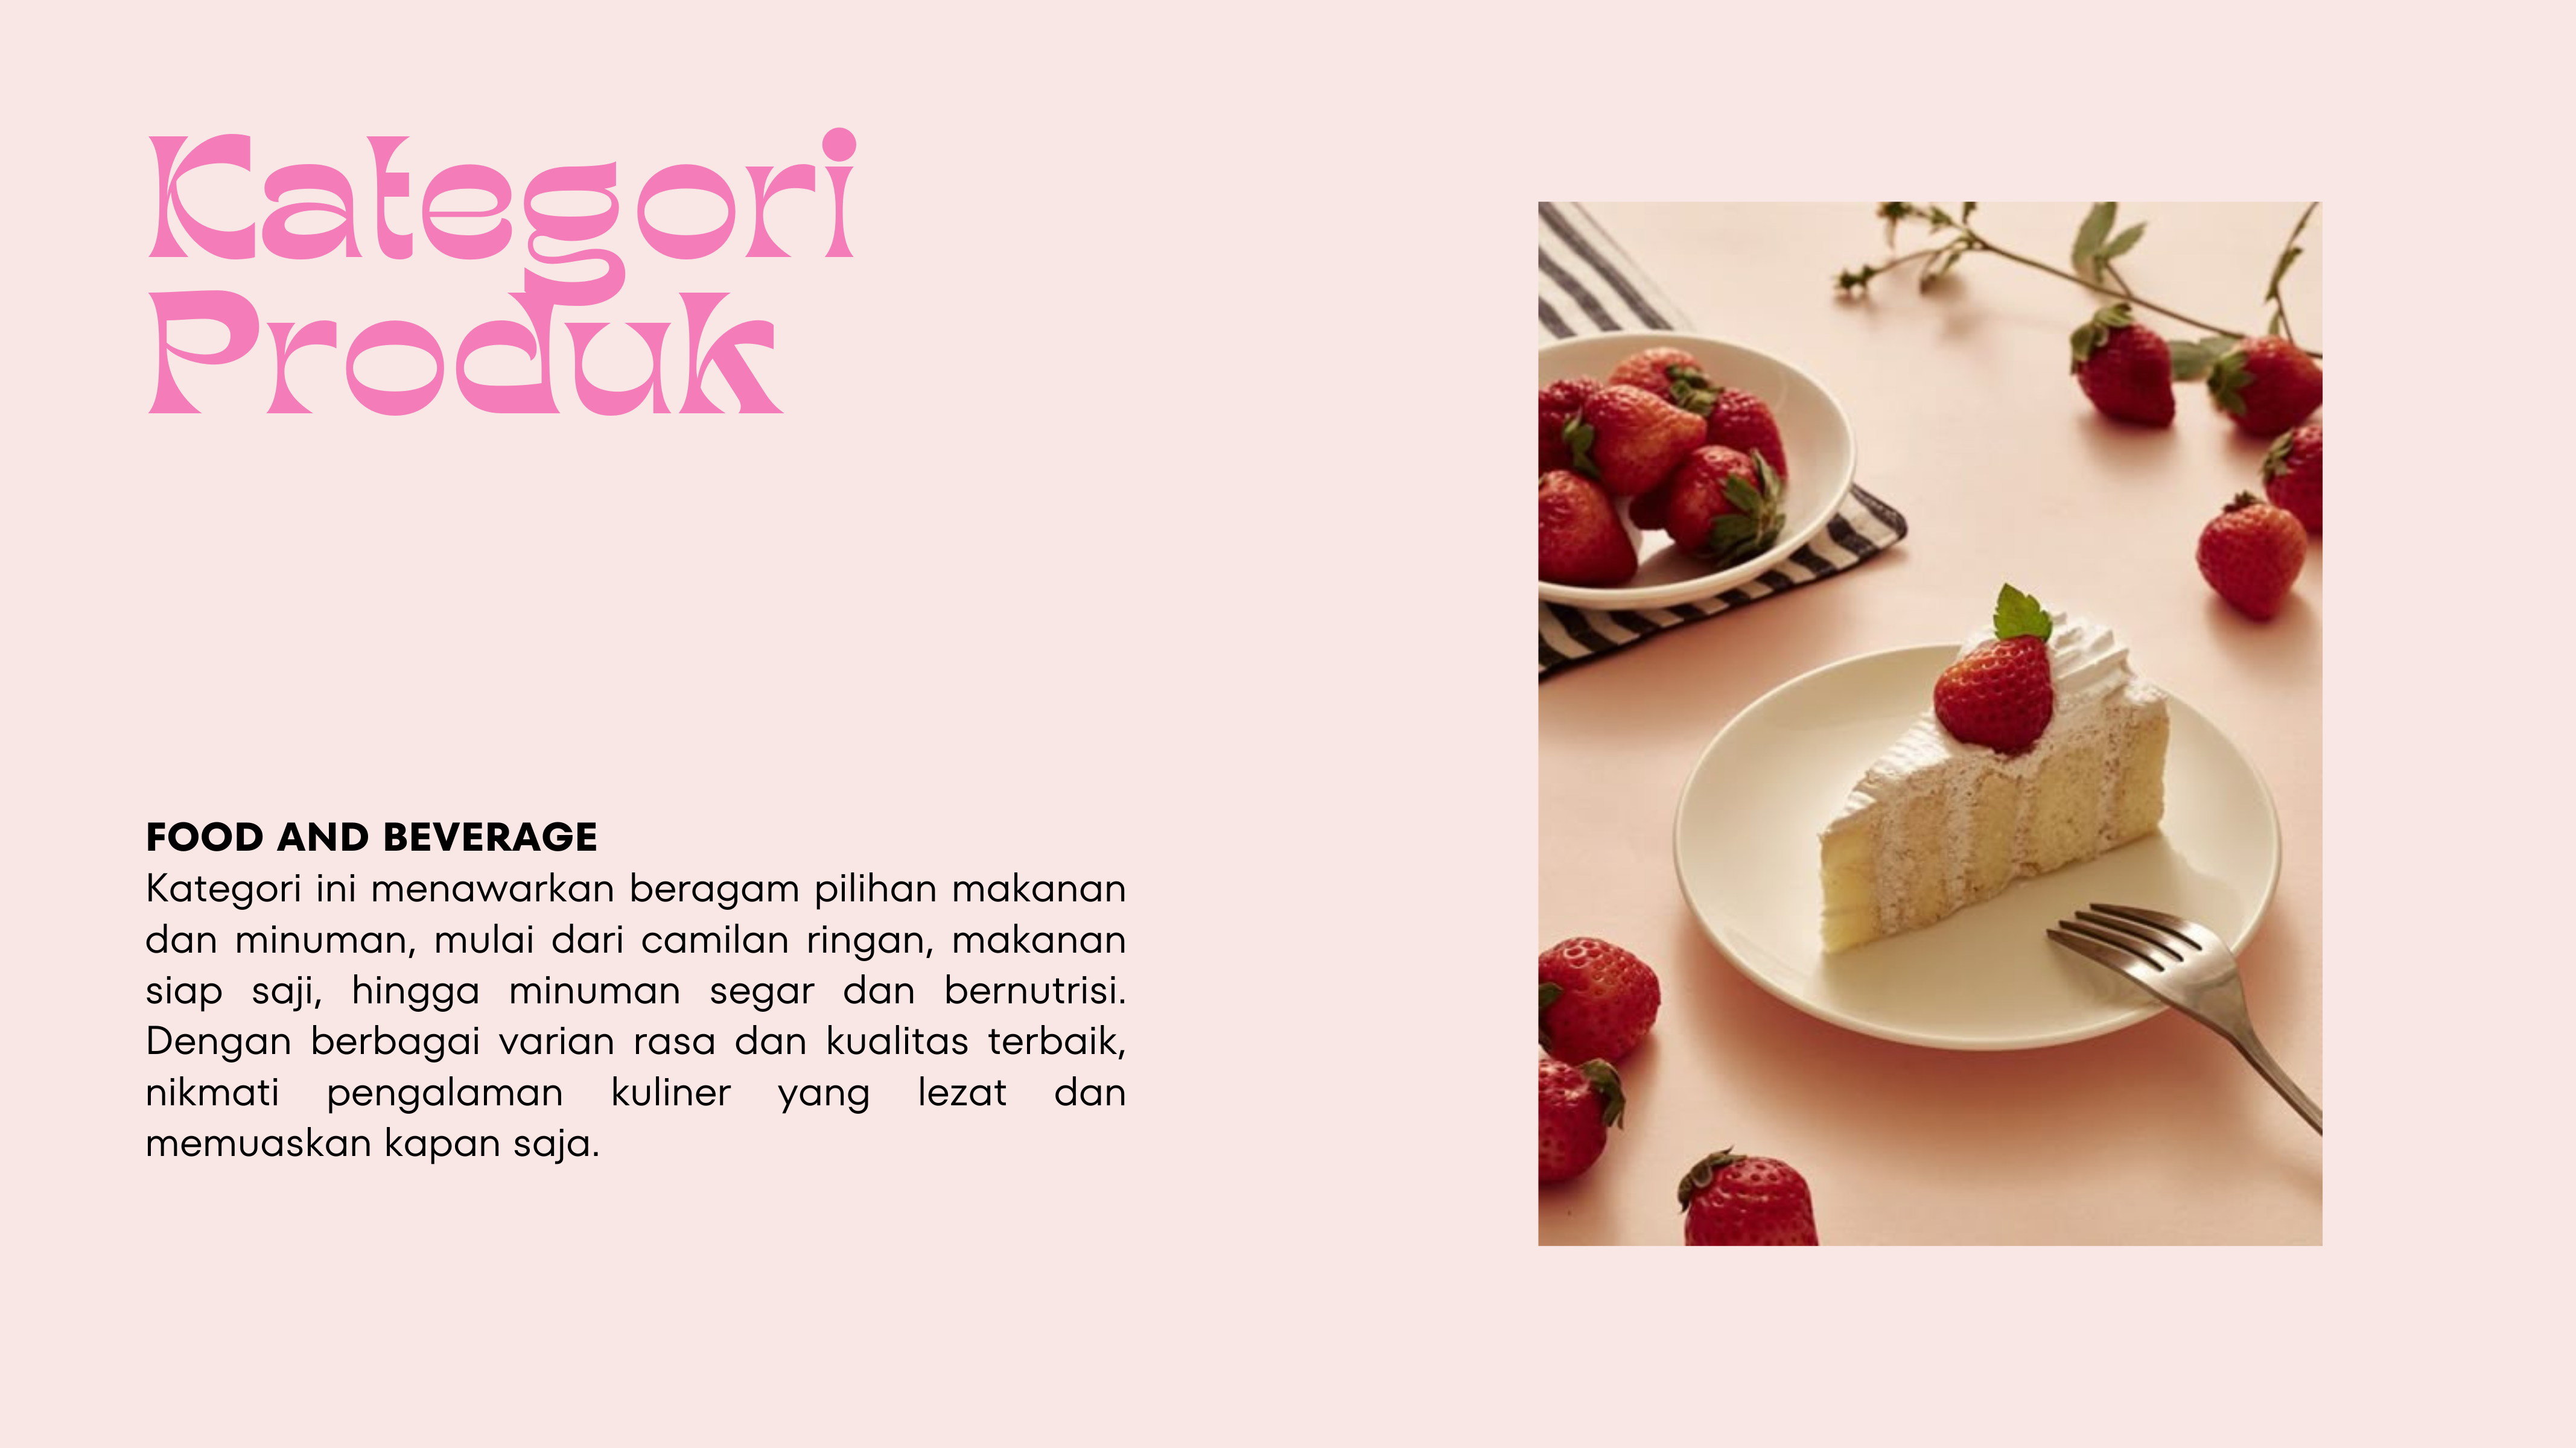 Kategori
Produk
FOOD AND BEVERAGE
Kategori ini menawarkan beragam pilihan makanan
dan minuman, mulai dari camilan ringan, makanan
siap saji, hingga minuman segar dan bernutrisi.
Dengan berbagai varian rasa dan kualitas terbaik,
nikmati pengalaman kuliner yang lezat dan
memuaskan kapan saja.